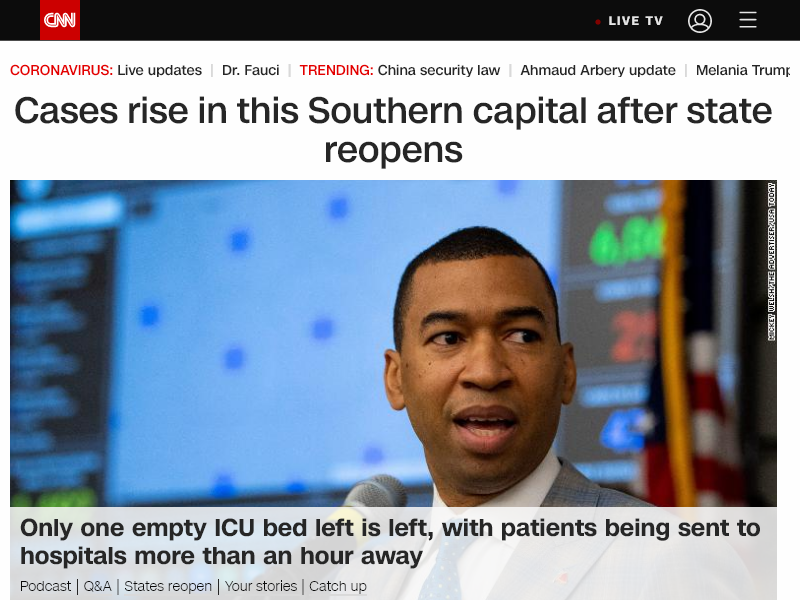 CNN
LIVE TV
CORONAVIRUS: Live updates | Dr. Fauci | TRENDING: China security law | Ahmaud Arbery update | Melania Trump
Cases rise in this Southern capital after state
reopens
MICKEY WELSH/THE ADVERTISER/USA TODAY
Only one empty ICU bed left is left, with patients being sent to
hospitals more than an hour away
Podcast | Q&A | States reopen | Your stories | Catch up